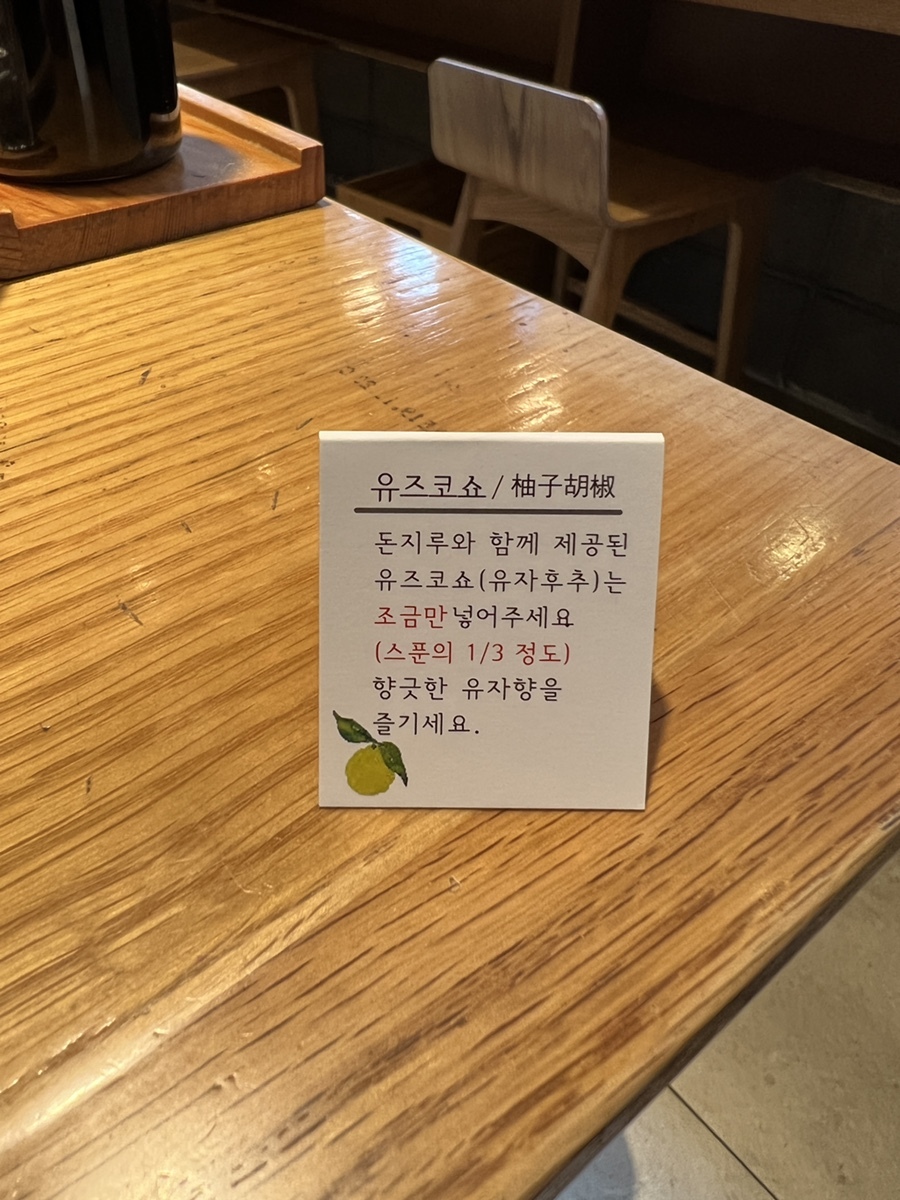 유즈코쇼 / 柚子胡椒
돈지루와 함께 제공된
유즈코쇼(유자후추)는
조금만 넣어주세요
(스푼의 1/3 정도)
향긋한 유자향을
즐기세요.